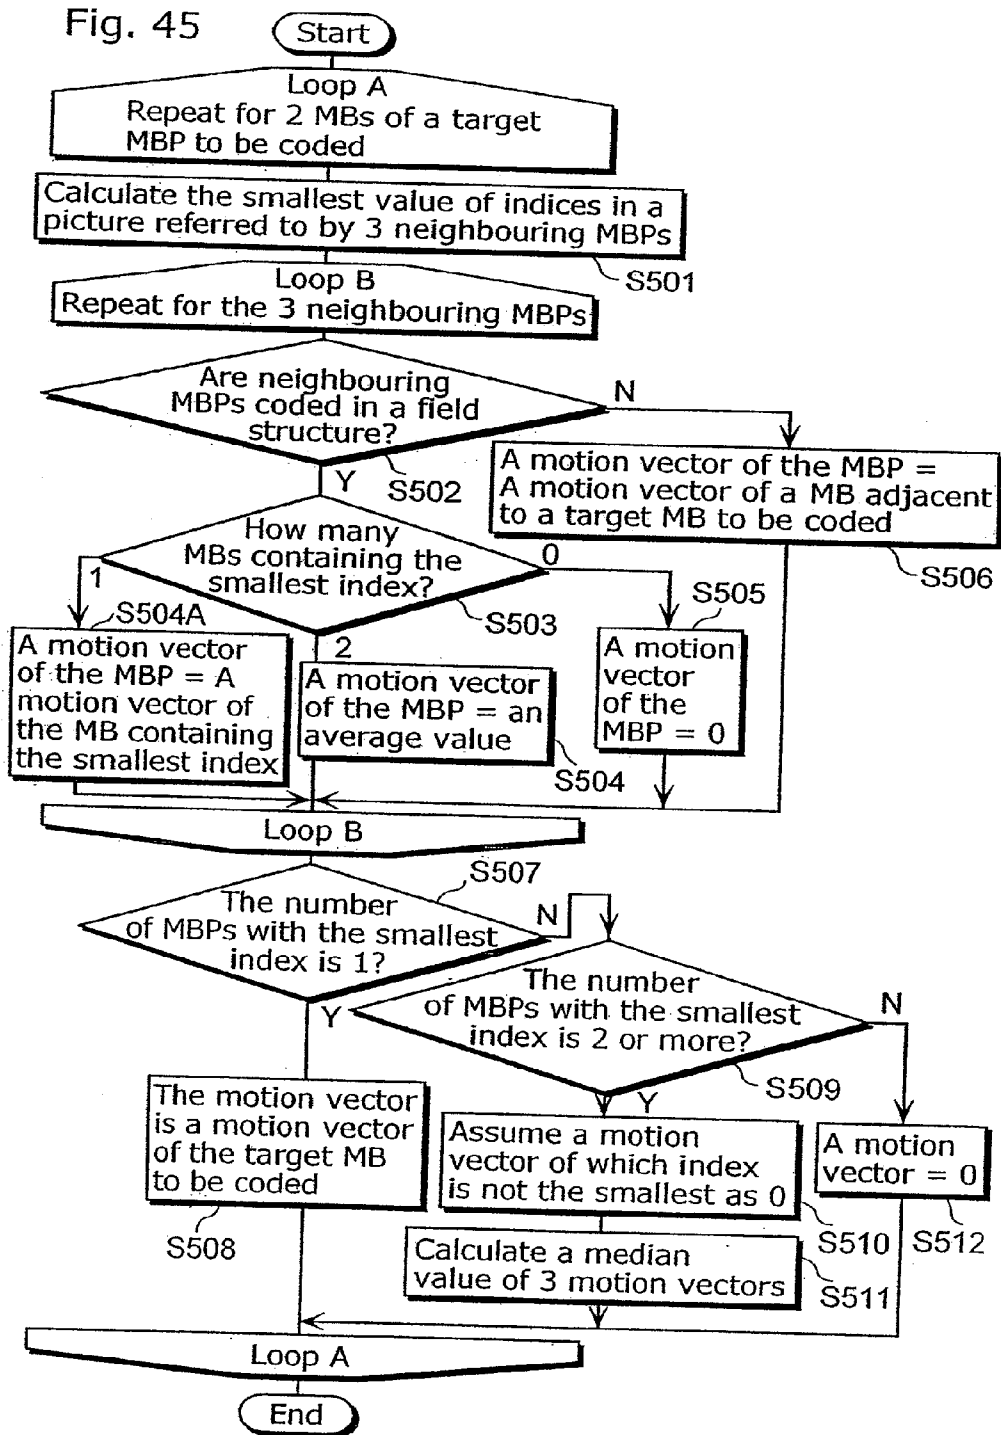 Fig. 45
Start
Loop A
Repeat for 2 MBs of a target
MBP to be coded
Calculate the smallest value of indices in a
picture referred to by 3 neighbouring MBPs
S501
Loop B
Repeat for the 3 neighbouring MBPs
Are neighbouring
MBPs coded in a field
structure?
N
Y
S502
A motion vector of the MBP =
A motion vector of a MB adjacent
to a target MB to be coded
S506
How many
MBs containing the
smallest index?
0
1
2
S503
S504A
A motion vector
of the MBP = A
motion vector of
the MB containing
the smallest index
A motion vector
of the MBP = an
average value
S504
S505
A motion
vector
of the
MBP = 0
Loop B
S507
The number
of MBPs with the smallest
index is 1?
N
Y
The number
of MBPs with the smallest
index is 2 or more?
N
S509
Y
The motion vector
is a motion vector
of the target MB
to be coded
S508
Assume a motion
vector of which index
is not the smallest as 0
S510
A motion
vector = 0
S512
Calculate a median
value of 3 motion vectors
S511
Loop A
End